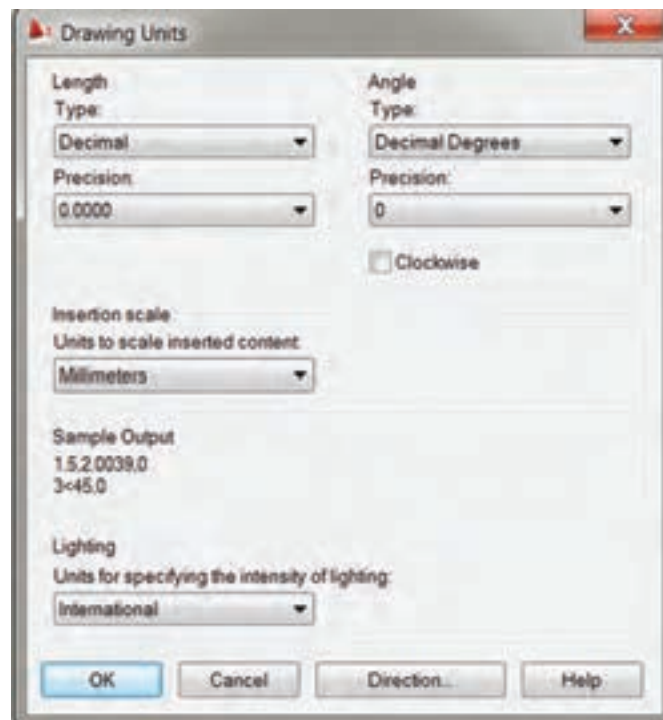 Drawing Units
Length
Type:
Decimal
Precision:
0.0000
Angle
Type:
Decimal Degrees
Precision:
0
Clockwise
Insertion scale
Units to scale inserted content:
Millimeters
Sample Output
1.5,2.0039,0
3<45,0
Lighting
Units for specifying the intensity of lighting:
International
OK
Cancel
Direction...
Help